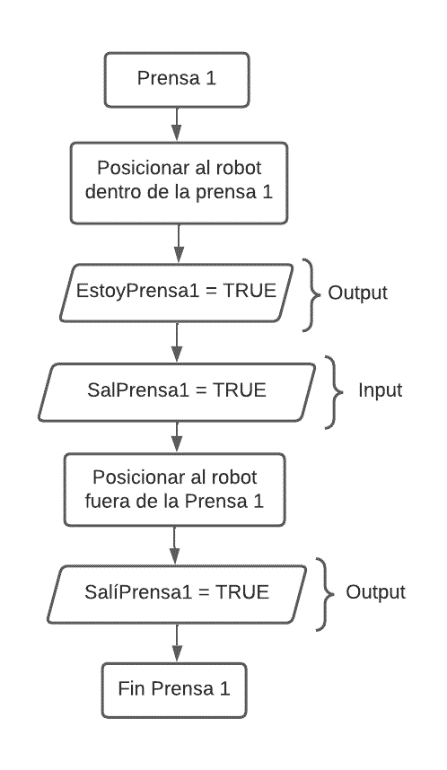 Prensa 1
Posicionar al robot
dentro de la prensa 1
EstoyPrensa1 = TRUE
Output
SalPrensa1 = TRUE
Input
Posicionar al robot
fuera de la Prensa 1
SalíPrensa1 = TRUE
Output
Fin Prensa 1